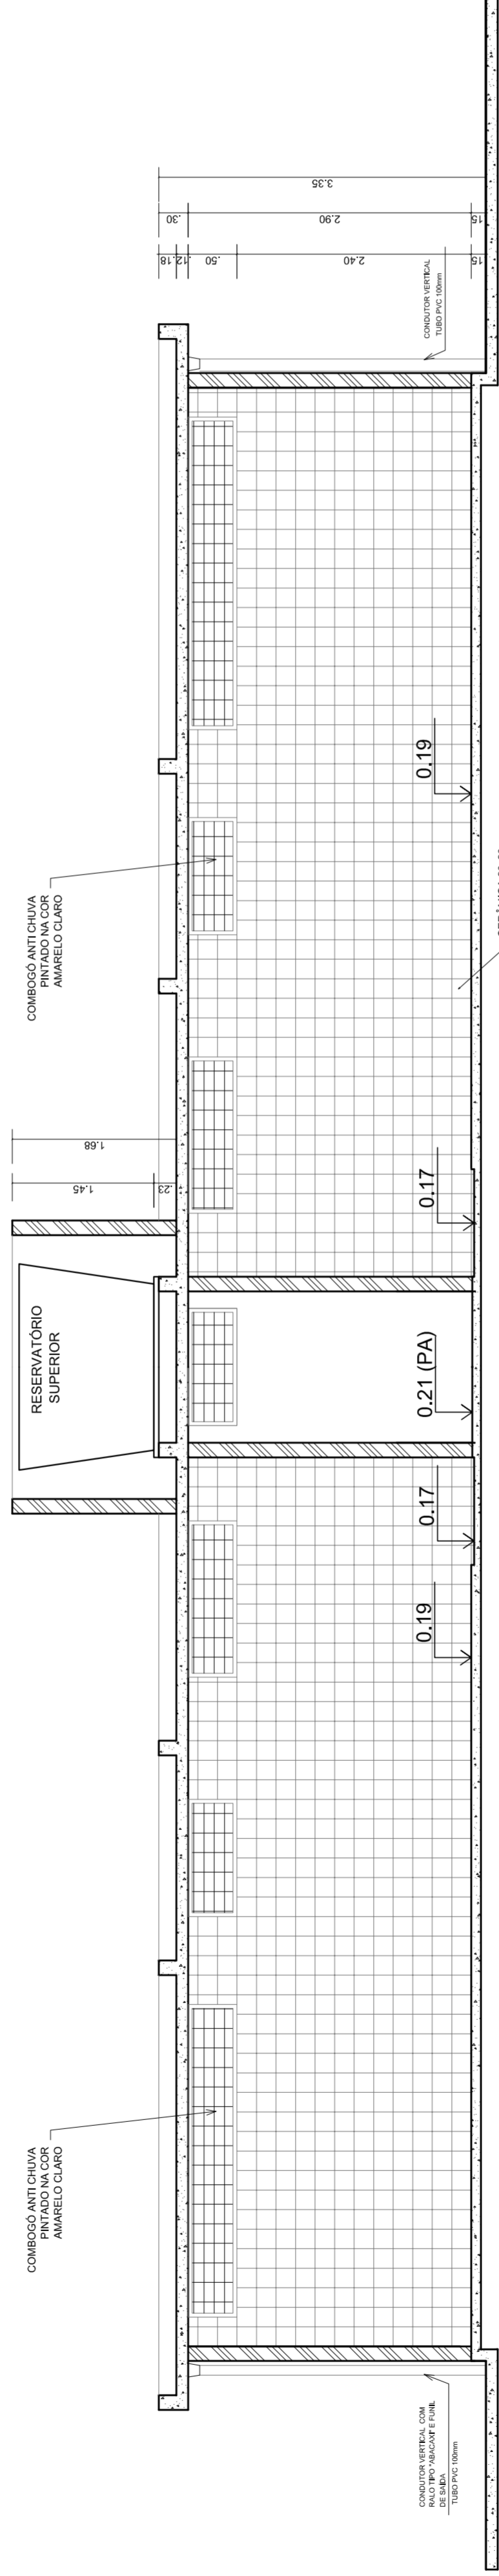 COMBOGÓ ANTI CHUVA
PINTADO NA COR
AMARELO CLARO
COMBOGÓ ANTI CHUVA
PINTADO NA COR
AMARELO CLARO
RESERVATÓRIO
SUPERIOR
1.45
.23
1.68
.18
.12
.50
2.40
15
.30
2.90
15
3.35
CONDUTOR VERTICAL
TUBO PVC 100mm
CONDUTOR VERTICAL COM
RALO TIPO "ABACAXI" E FUNIL
DE SAÍDA
TUBO PVC 100mm
0.19
0.17
0.21 (PA)
0.17
0.19